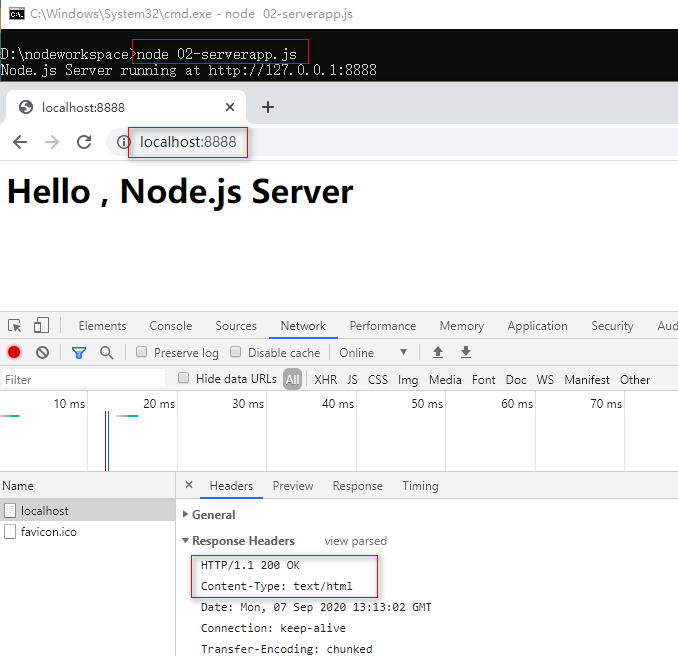 C:\Windows\System32\cmd.exe - node  02-serverapp.js
D:\nodeworkspace>node 02-serverapp.js
Node.js Server running at http://127.0.0.1:8888
localhost:8888
localhost:8888
Hello , Node.js Server
Elements Console Sources Network Performance Memory Application Security Aud
Preserve log Disable cache Online
Filter Hide data URLs All XHR JS CSS Img Media Font Doc WS Manifest Other
10 ms 20 ms 30 ms 40 ms 50 ms 60 ms 70 ms
Name Headers Preview Response Timing
localhost
favicon.ico
General
Response Headers view parsed
HTTP/1.1 200 OK
Content-Type: text/html
Date: Mon, 07 Sep 2020 13:13:02 GMT
Connection: keep-alive
Transfer-Encoding: chunked